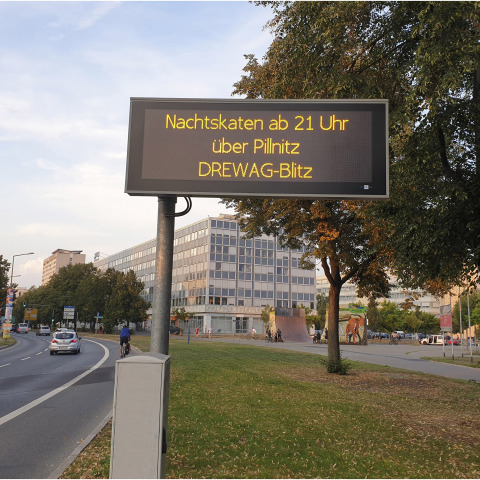 Nachtskaten ab 21 Uhr
über Pillnitz
DREWAG-Blitz